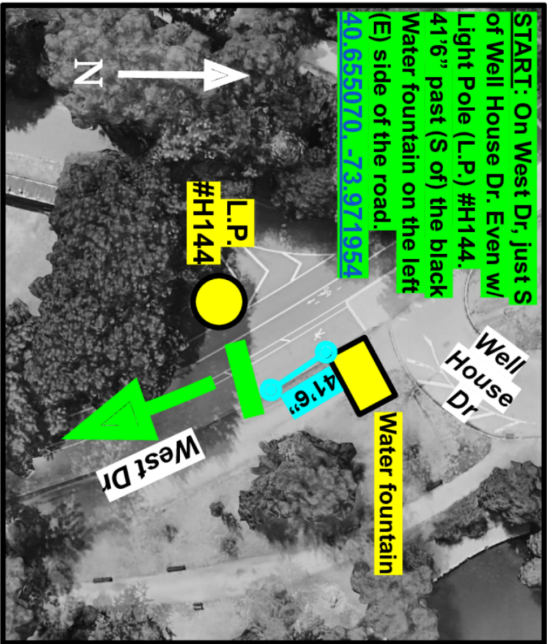 START: On West Dr, just S
of Well House Dr. Even w/
Light Pole (L.P.) #H144.
41'6" past (S of) the black
Water fountain on the left
(E) side of the road.
40.655070, -73.971954
N
L.P.
#H144
Well
House
Dr
41'6"
Water fountain
West Dr